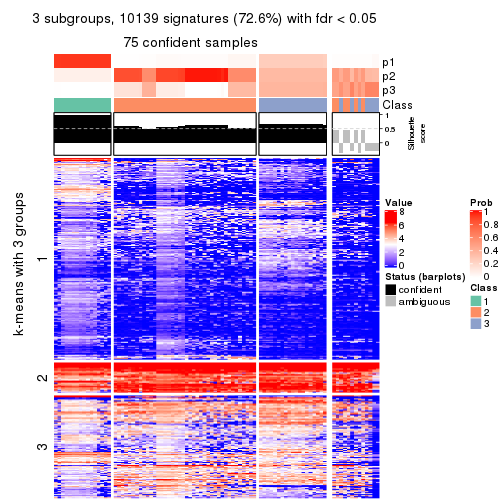 3 subgroups, 10139 signatures (72.6%) with fdr < 0.05
75 confident samples
p1
p2
p3
Class
1
0.5
0
Silhouette
score
k-means with 3 groups
1
2
3
Value
8
6
4
2
0
Status (barplots)
confident
ambiguous
Prob
1
0.8
0.6
0.4
0.2
0
Class
1
2
3